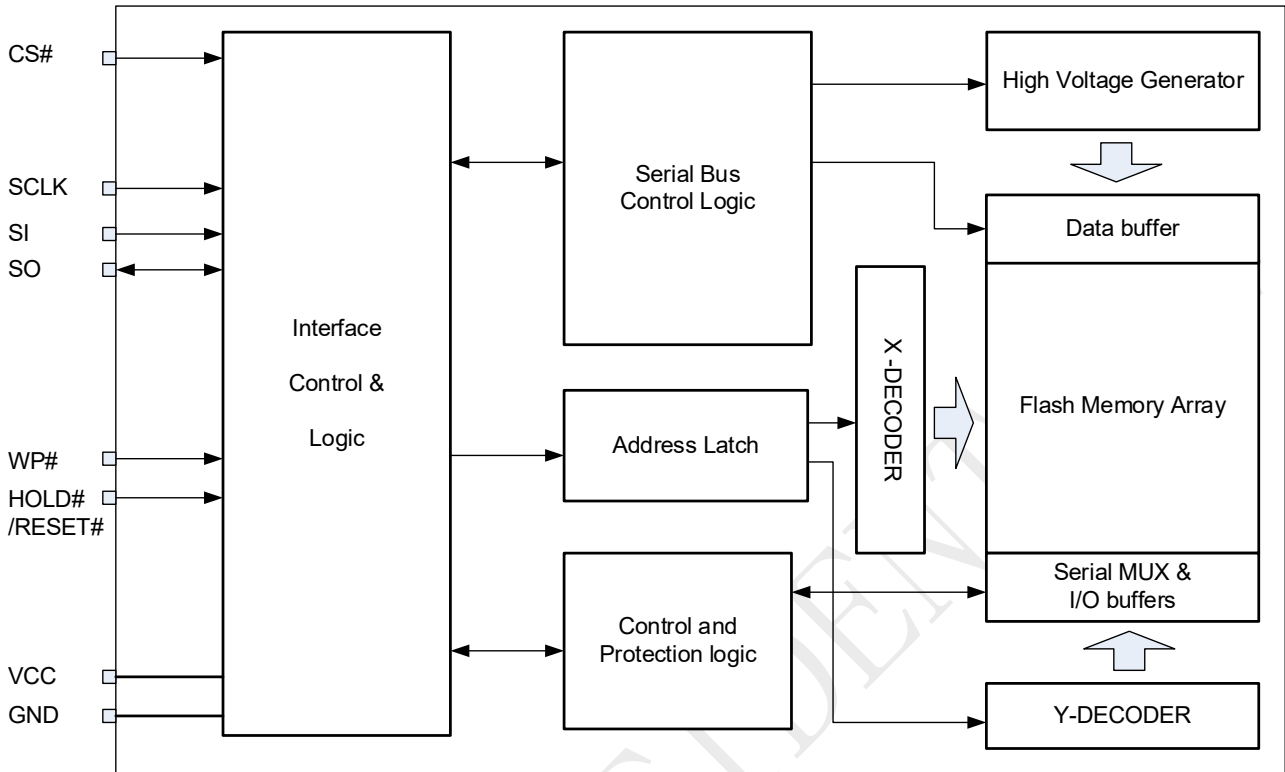 CS#
SCLK
SI
SO
WP#
HOLD#
/RESET#
VCC
GND
Interface
Control &
Logic
Serial Bus
Control Logic
Address Latch
Control and
Protection logic
X -DECODER
High Voltage Generator
Data buffer
Flash Memory Array
Serial MUX &
I/O buffers
Y-DECODER